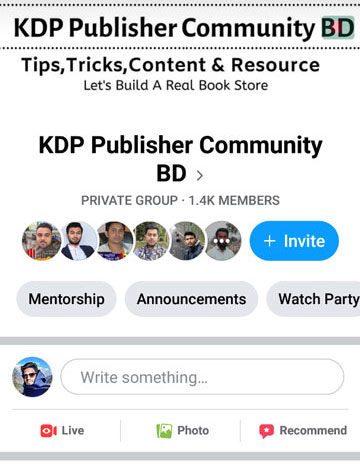 KDP Publisher Community BD
Tips,Tricks,Content & Resource
Let's Build A Real Book Store
KDP Publisher Community
BD >
PRIVATE GROUP · 1.4K MEMBERS
+ Invite
Mentorship
Announcements
Watch Party
Write something...
Live
Photo
Recommend